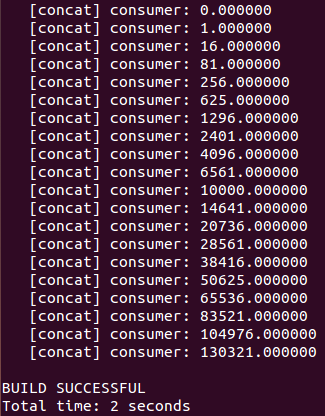 [concat] consumer: 0.000000
[concat] consumer: 1.000000
[concat] consumer: 16.000000
[concat] consumer: 81.000000
[concat] consumer: 256.000000
[concat] consumer: 625.000000
[concat] consumer: 1296.000000
[concat] consumer: 2401.000000
[concat] consumer: 4096.000000
[concat] consumer: 6561.000000
[concat] consumer: 10000.000000
[concat] consumer: 14641.000000
[concat] consumer: 20736.000000
[concat] consumer: 28561.000000
[concat] consumer: 38416.000000
[concat] consumer: 50625.000000
[concat] consumer: 65536.000000
[concat] consumer: 83521.000000
[concat] consumer: 104976.000000
[concat] consumer: 130321.000000
BUILD SUCCESSFUL
Total time: 2 seconds